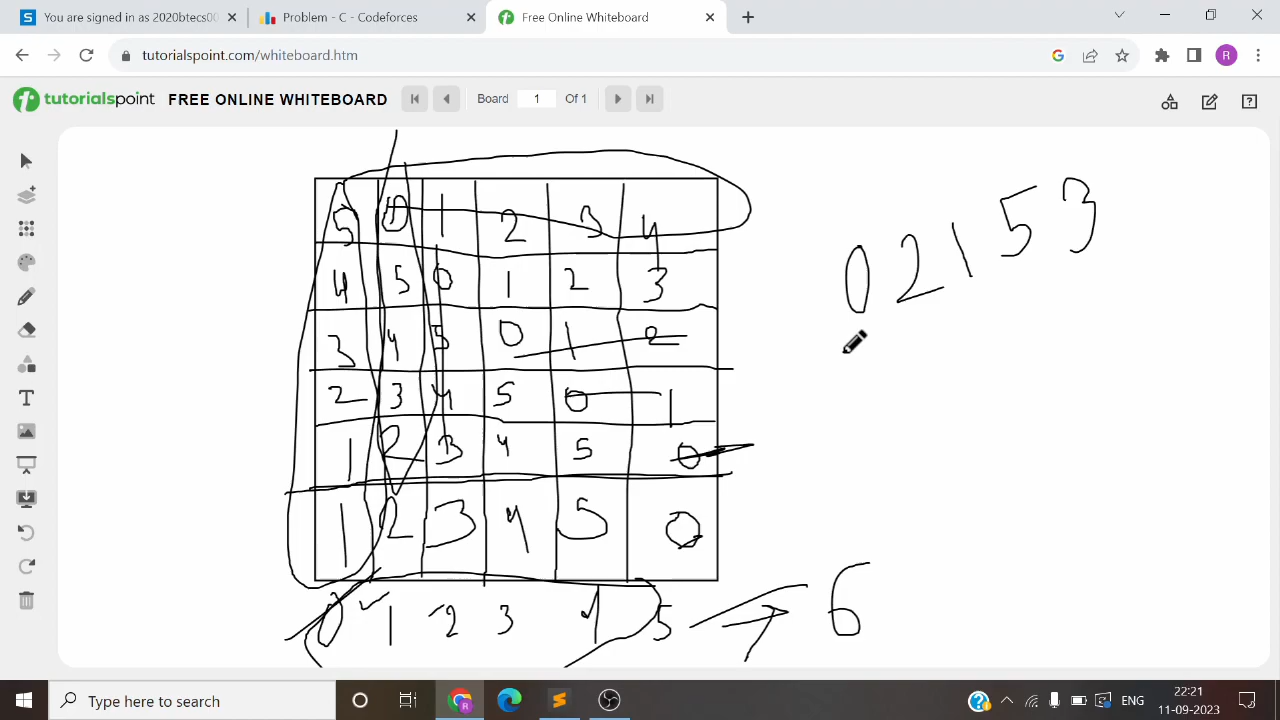 You are signed in as 2020btecs00
Problem - C - Codeforces
Free Online Whiteboard
tutorialspoint.com/whiteboard.htm
G
R
tutorialspoint FREE ONLINE WHITEBOARD
Board 1 Of 1
5 0 1 2 3 4
4 5 0 1 2 3
3 4 5 0 1 2
2 3 4 5 0 1
1 2 3 4 5 0
1 2 3 4 5 0
0 1 2 3 4 5
6
0 2 1 5 3
T
Type here to search
R
ENG
22:21
11-09-2023